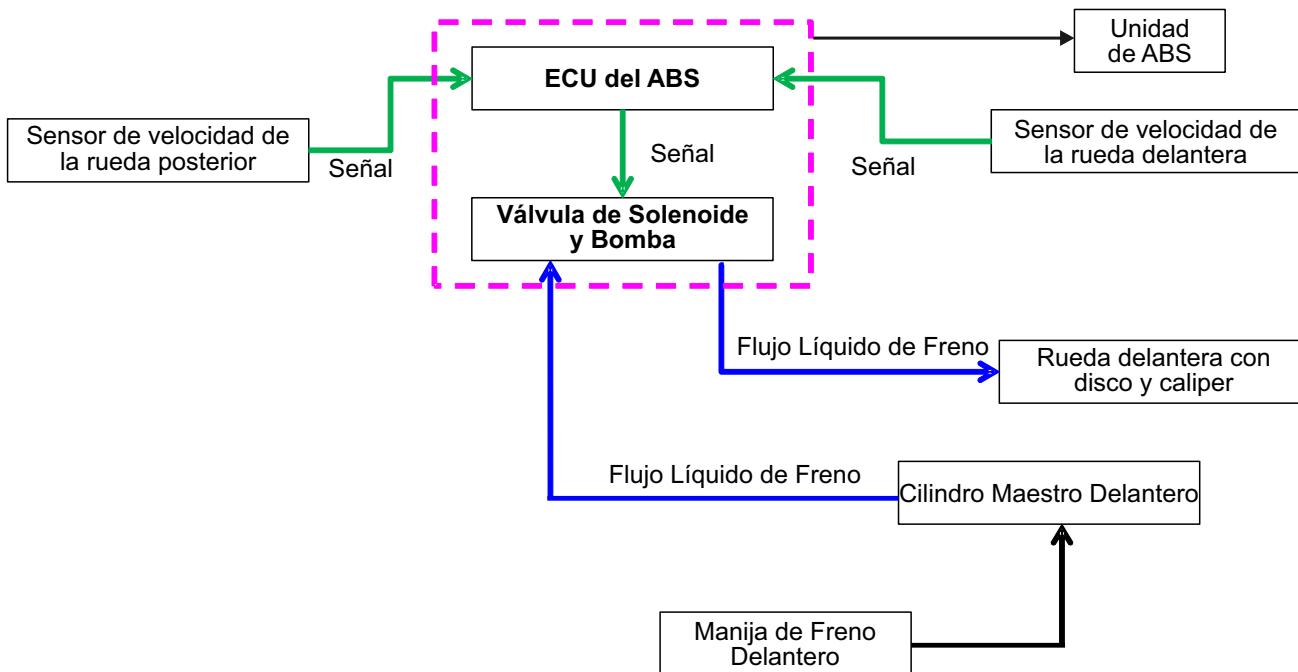 Unidad
de ABS
ECU del ABS
Sensor de velocidad de
la rueda posterior
Señal
Señal
Señal
Sensor de velocidad de
la rueda delantera
Válvula de Solenoide
y Bomba
Flujo Líquido de Freno
Rueda delantera con
disco y caliper
Flujo Líquido de Freno
Cilindro Maestro Delantero
Manija de Freno
Delantero